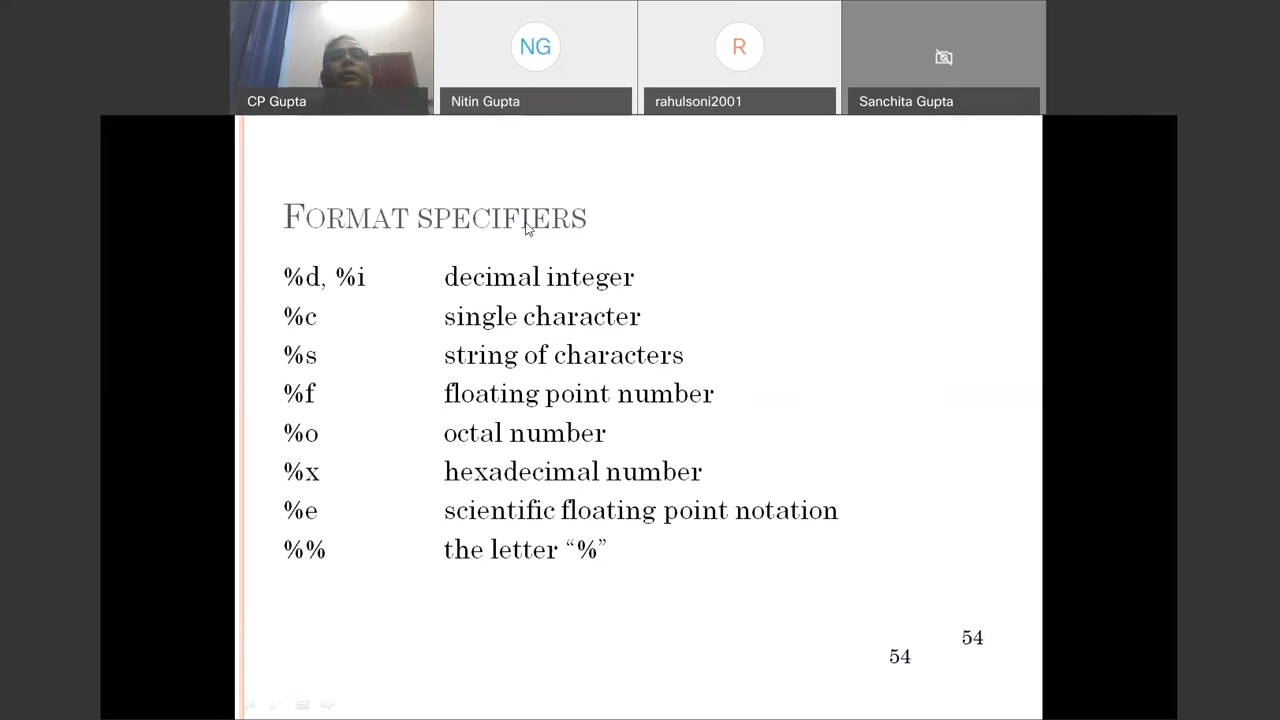 NG
R
CP Gupta
Nitin Gupta
rahulsoni2001
Sanchita Gupta
FORMAT SPECIFIERS
%d, %i decimal integer
%c single character
%s string of characters
%f floating point number
%o octal number
%x hexadecimal number
%e scientific floating point notation
%% the letter “%”
54
54